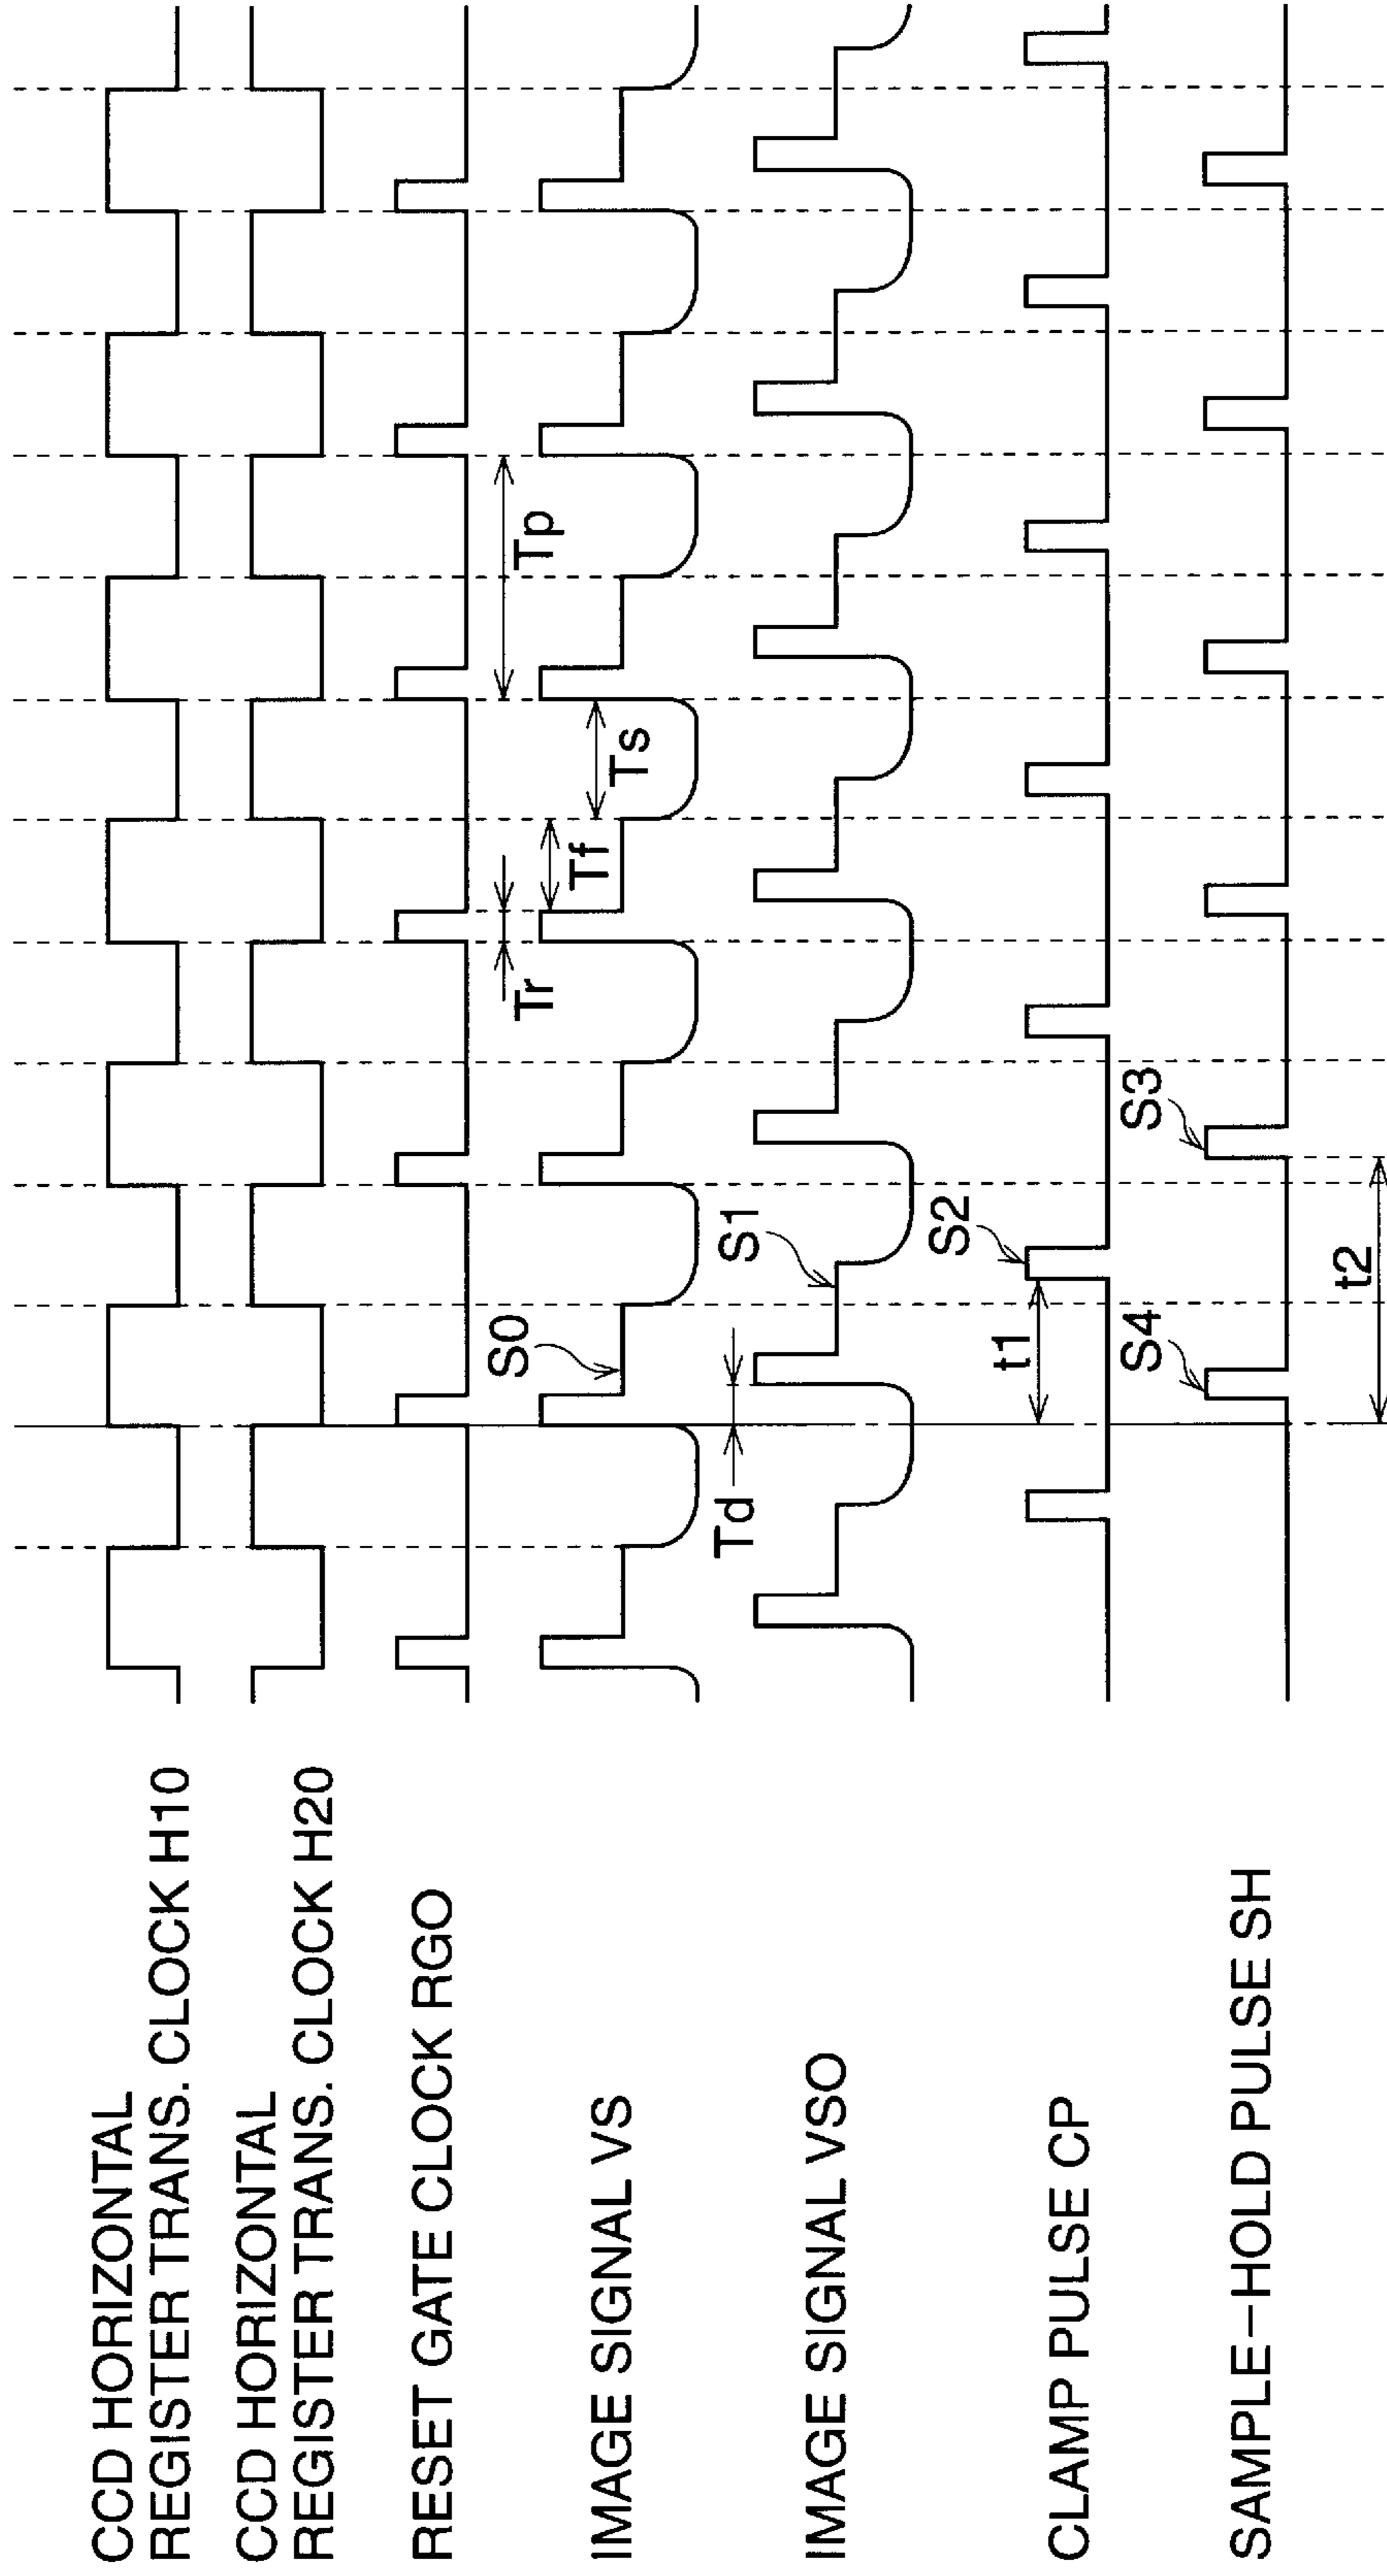 CCD HORIZONTAL
REGISTER TRANS. CLOCK H10
CCD HORIZONTAL
REGISTER TRANS. CLOCK H20
RESET GATE CLOCK RGO
Tr
Tp
IMAGE SIGNAL VS
S0
Tf
Ts
IMAGE SIGNAL VSO
Td
S1
CLAMP PULSE CP
t1
S2
SAMPLE-HOLD PULSE SH
S4
S3
t2